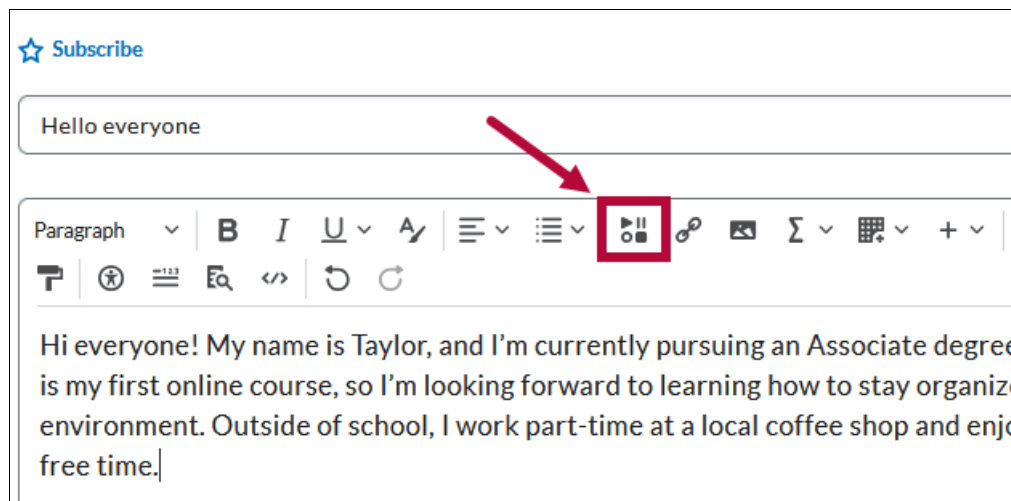 Subscribe
Hello everyone
Paragraph B I U A
Hi everyone! My name is Taylor, and I'm currently pursuing an Associate degree
is my first online course, so I'm looking forward to learning how to stay
environment. Outside of school, I work part-time at a local coffee shop and
free time.